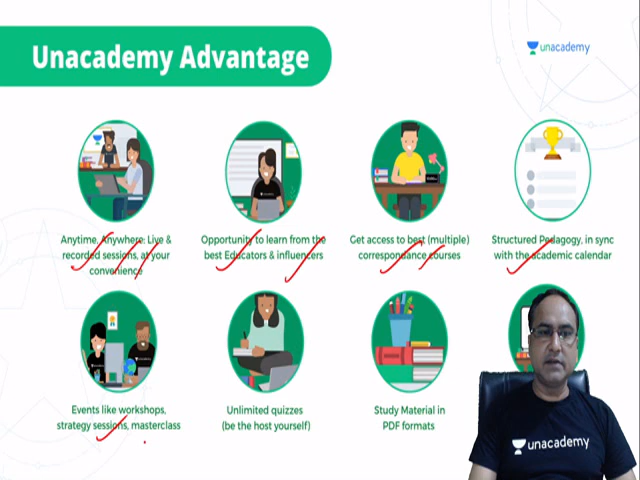 Unacademy Advantage
unacademy
Anytime, Anywhere: Live &
recorded sessions, at your
convenience
Opportunity to learn from the
best Educators & influencers
Get access to best (multiple)
correspondance courses
Structured Pedagogy, in sync
with the academic calendar
Events like workshops,
strategy sessions, masterclass
Unlimited quizzes
(be the host yourself)
Study Material in
PDF formats
unacademy